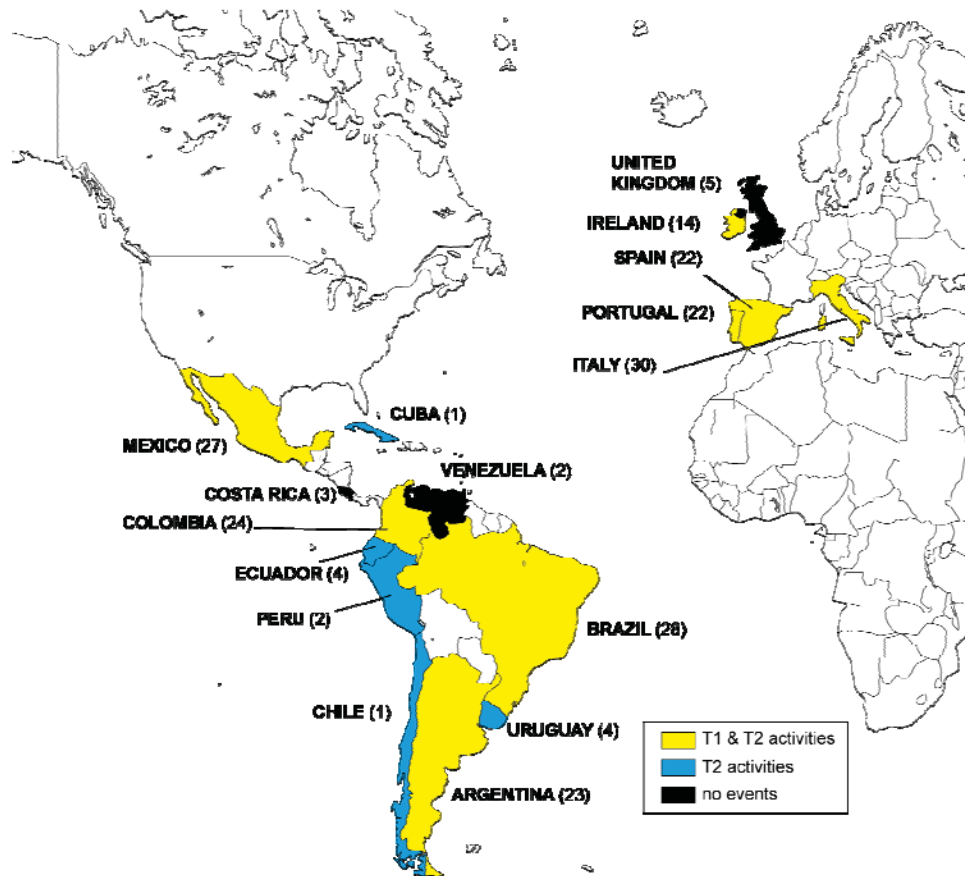 UNITED
KINGDOM (5)
IRELAND (14)
SPAIN (22)
PORTUGAL (22)
ITALY (30)
CUBA (1)
MEXICO (27)
VENEZUELA (2)
COSTA RICA (3)
COLOMBIA (24)
ECUADOR (4)
PERU (2)
BRAZIL (28)
CHILE (1)
URUGUAY (4)
ARGENTINA (23)
T1 & T2 activities
T2 activities
no events